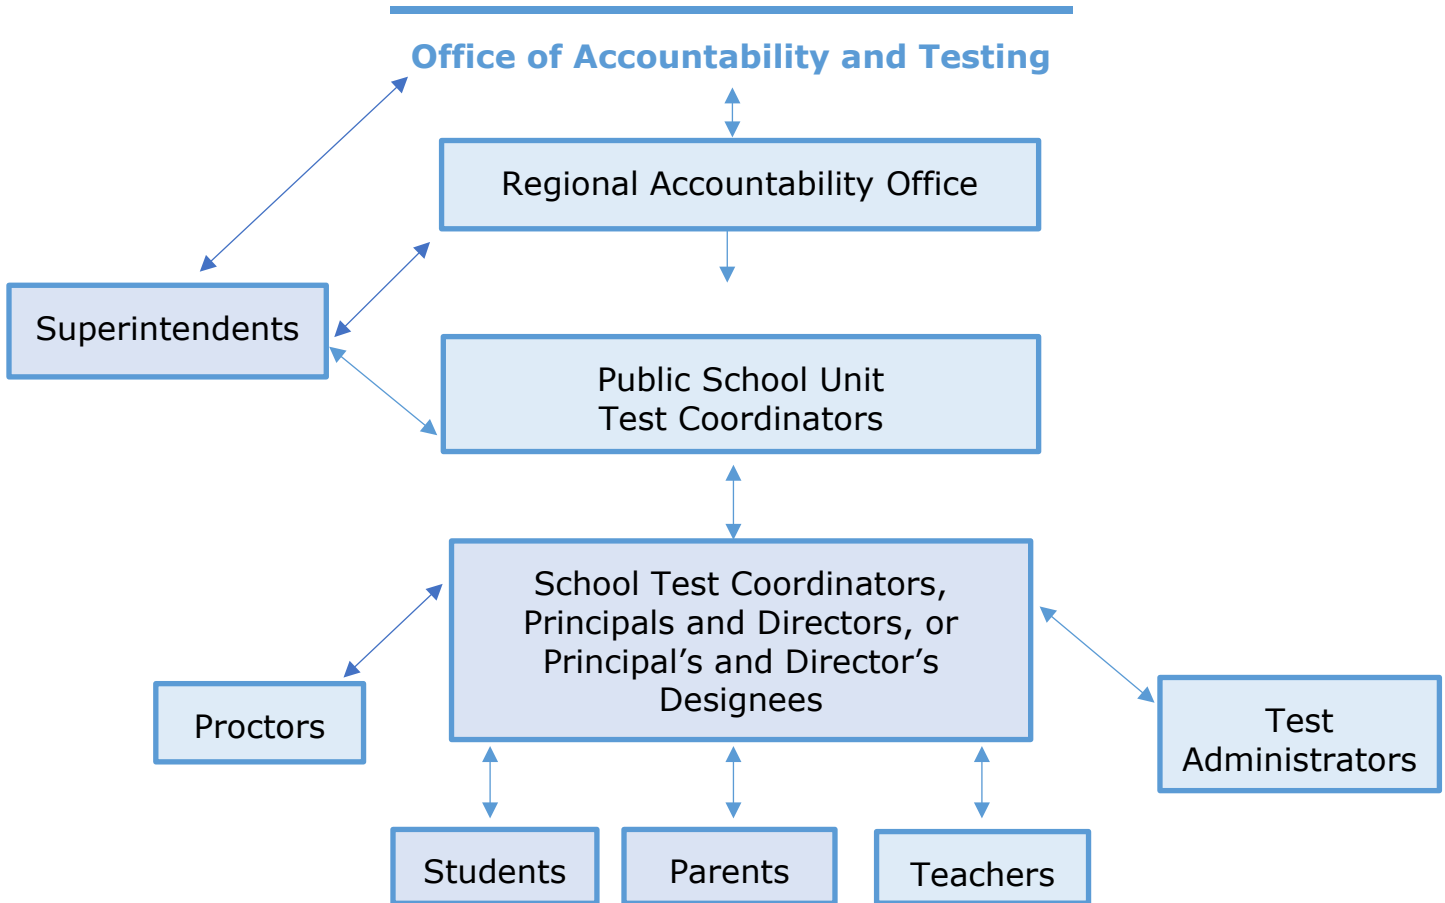 Office of Accountability and Testing
Regional Accountability Office
Superintendents
Public School Unit
Test Coordinators
School Test Coordinators,
Principals and Directors, or
Principal’s and Director’s
Designees
Proctors
Test
Administrators
Students
Parents
Teachers